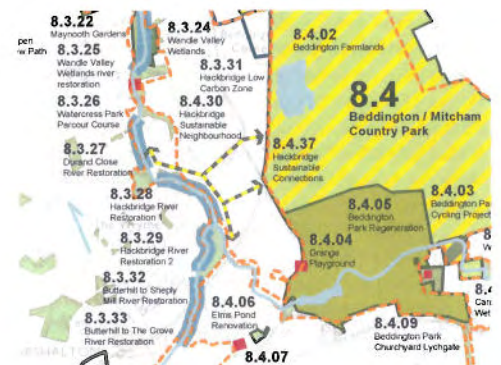 8.3.22
Maynooth Gardens
8.3.24
Wandle Valley
Wetlands
pen
w Path
8.3.25
Wandle Valley
Wetlands river
restoration
8.3.31
Hackbridge Low
Carbon Zone
8.4.02
Beddington Farmlands
8.3.26
Watercress Park
Parcour Course
8.4.30
Hackbridge
Sustainable
Neighbourhood
8.4
Beddington / Mitcham
Country Park
8.3.27
Durand Close
River Restoration
8.4.37
Hackbridge
Sustainable
Connections
8.3.28
Hackbridge River
Restoration 1
8.4.03
Beddington Pa
Cycling Project
8.4.05
Beddington
Park Regeneration
8.3.29
Hackbridge River
Restoration 2
8.4.04
Grange
Playground
8.3.32
Butterhill to Sheply
Mill River Restoration
8.4.06
Elms Pond
Renovation
8.4
Wet
8.3.33
Butterhill to The Grove
River Restoration
8.4.09
Beddington Park
Churchyard Lychgate
8.4.07